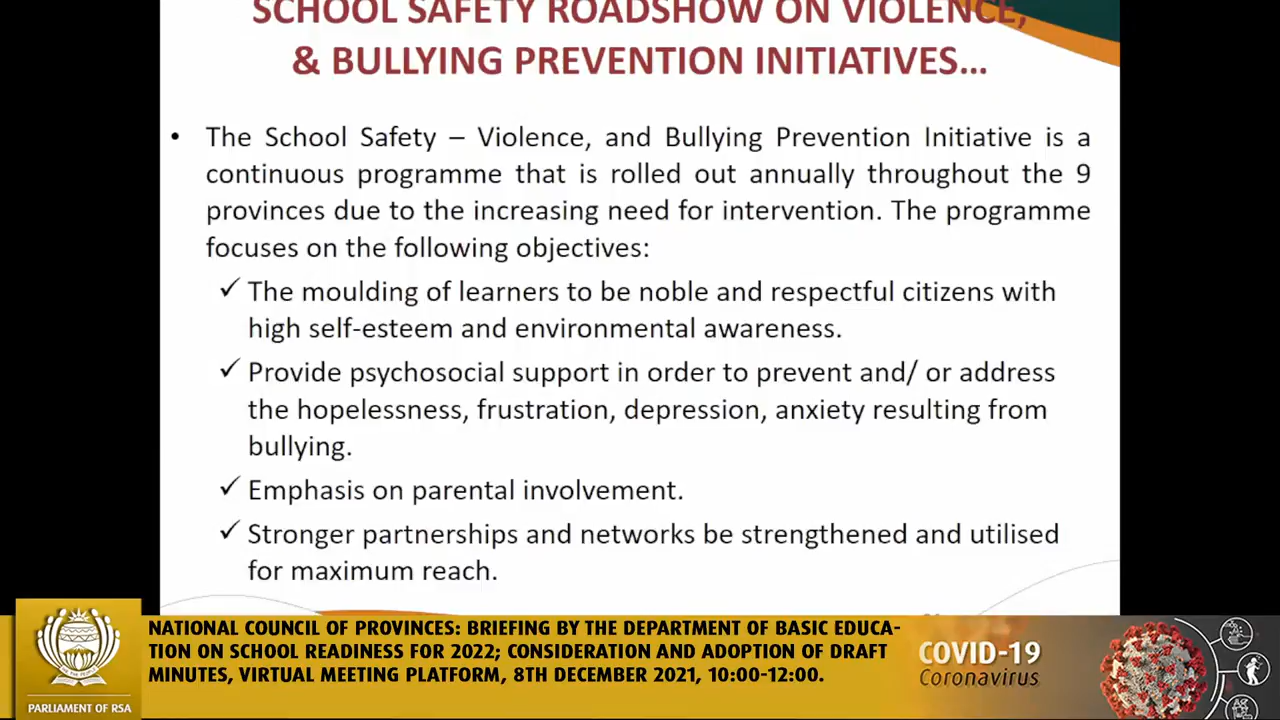 SCHOOL SAFETY ROADSHOW ON VIOLENCE,
& BULLYING PREVENTION INITIATIVES...
• The School Safety – Violence, and Bullying Prevention Initiative is a
continuous programme that is rolled out annually throughout the 9
provinces due to the increasing need for intervention. The programme
focuses on the following objectives:
✓ The moulding of learners to be noble and respectful citizens with
high self-esteem and environmental awareness.
✓ Provide psychosocial support in order to prevent and/ or address
the hopelessness, frustration, depression, anxiety resulting from
bullying.
✓ Emphasis on parental involvement.
✓ Stronger partnerships and networks be strengthened and utilised
for maximum reach.
NATIONAL COUNCIL OF PROVINCES: BRIEFING BY THE DEPARTMENT OF BASIC EDUCA-
TION ON SCHOOL READINESS FOR 2022; CONSIDERATION AND ADOPTION OF DRAFT
MINUTES, VIRTUAL MEETING PLATFORM, 8TH DECEMBER 2021, 10:00-12:00.
PARLIAMENT OF RSA
COVID-19
Coronavirus